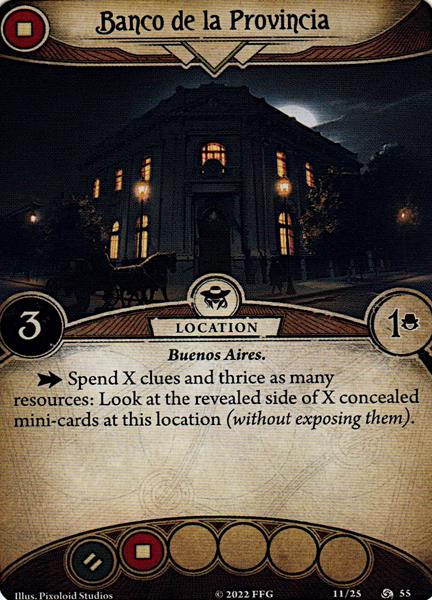 Banco de la Provincia
3
1
LOCATION
Buenos Aires.
Spend X clues and thrice as many
resources: Look at the revealed side of X concealed
mini-cards at this location (without exposing them).
Illus. Pixoloid Studios
© 2022 FFG
11/25
55